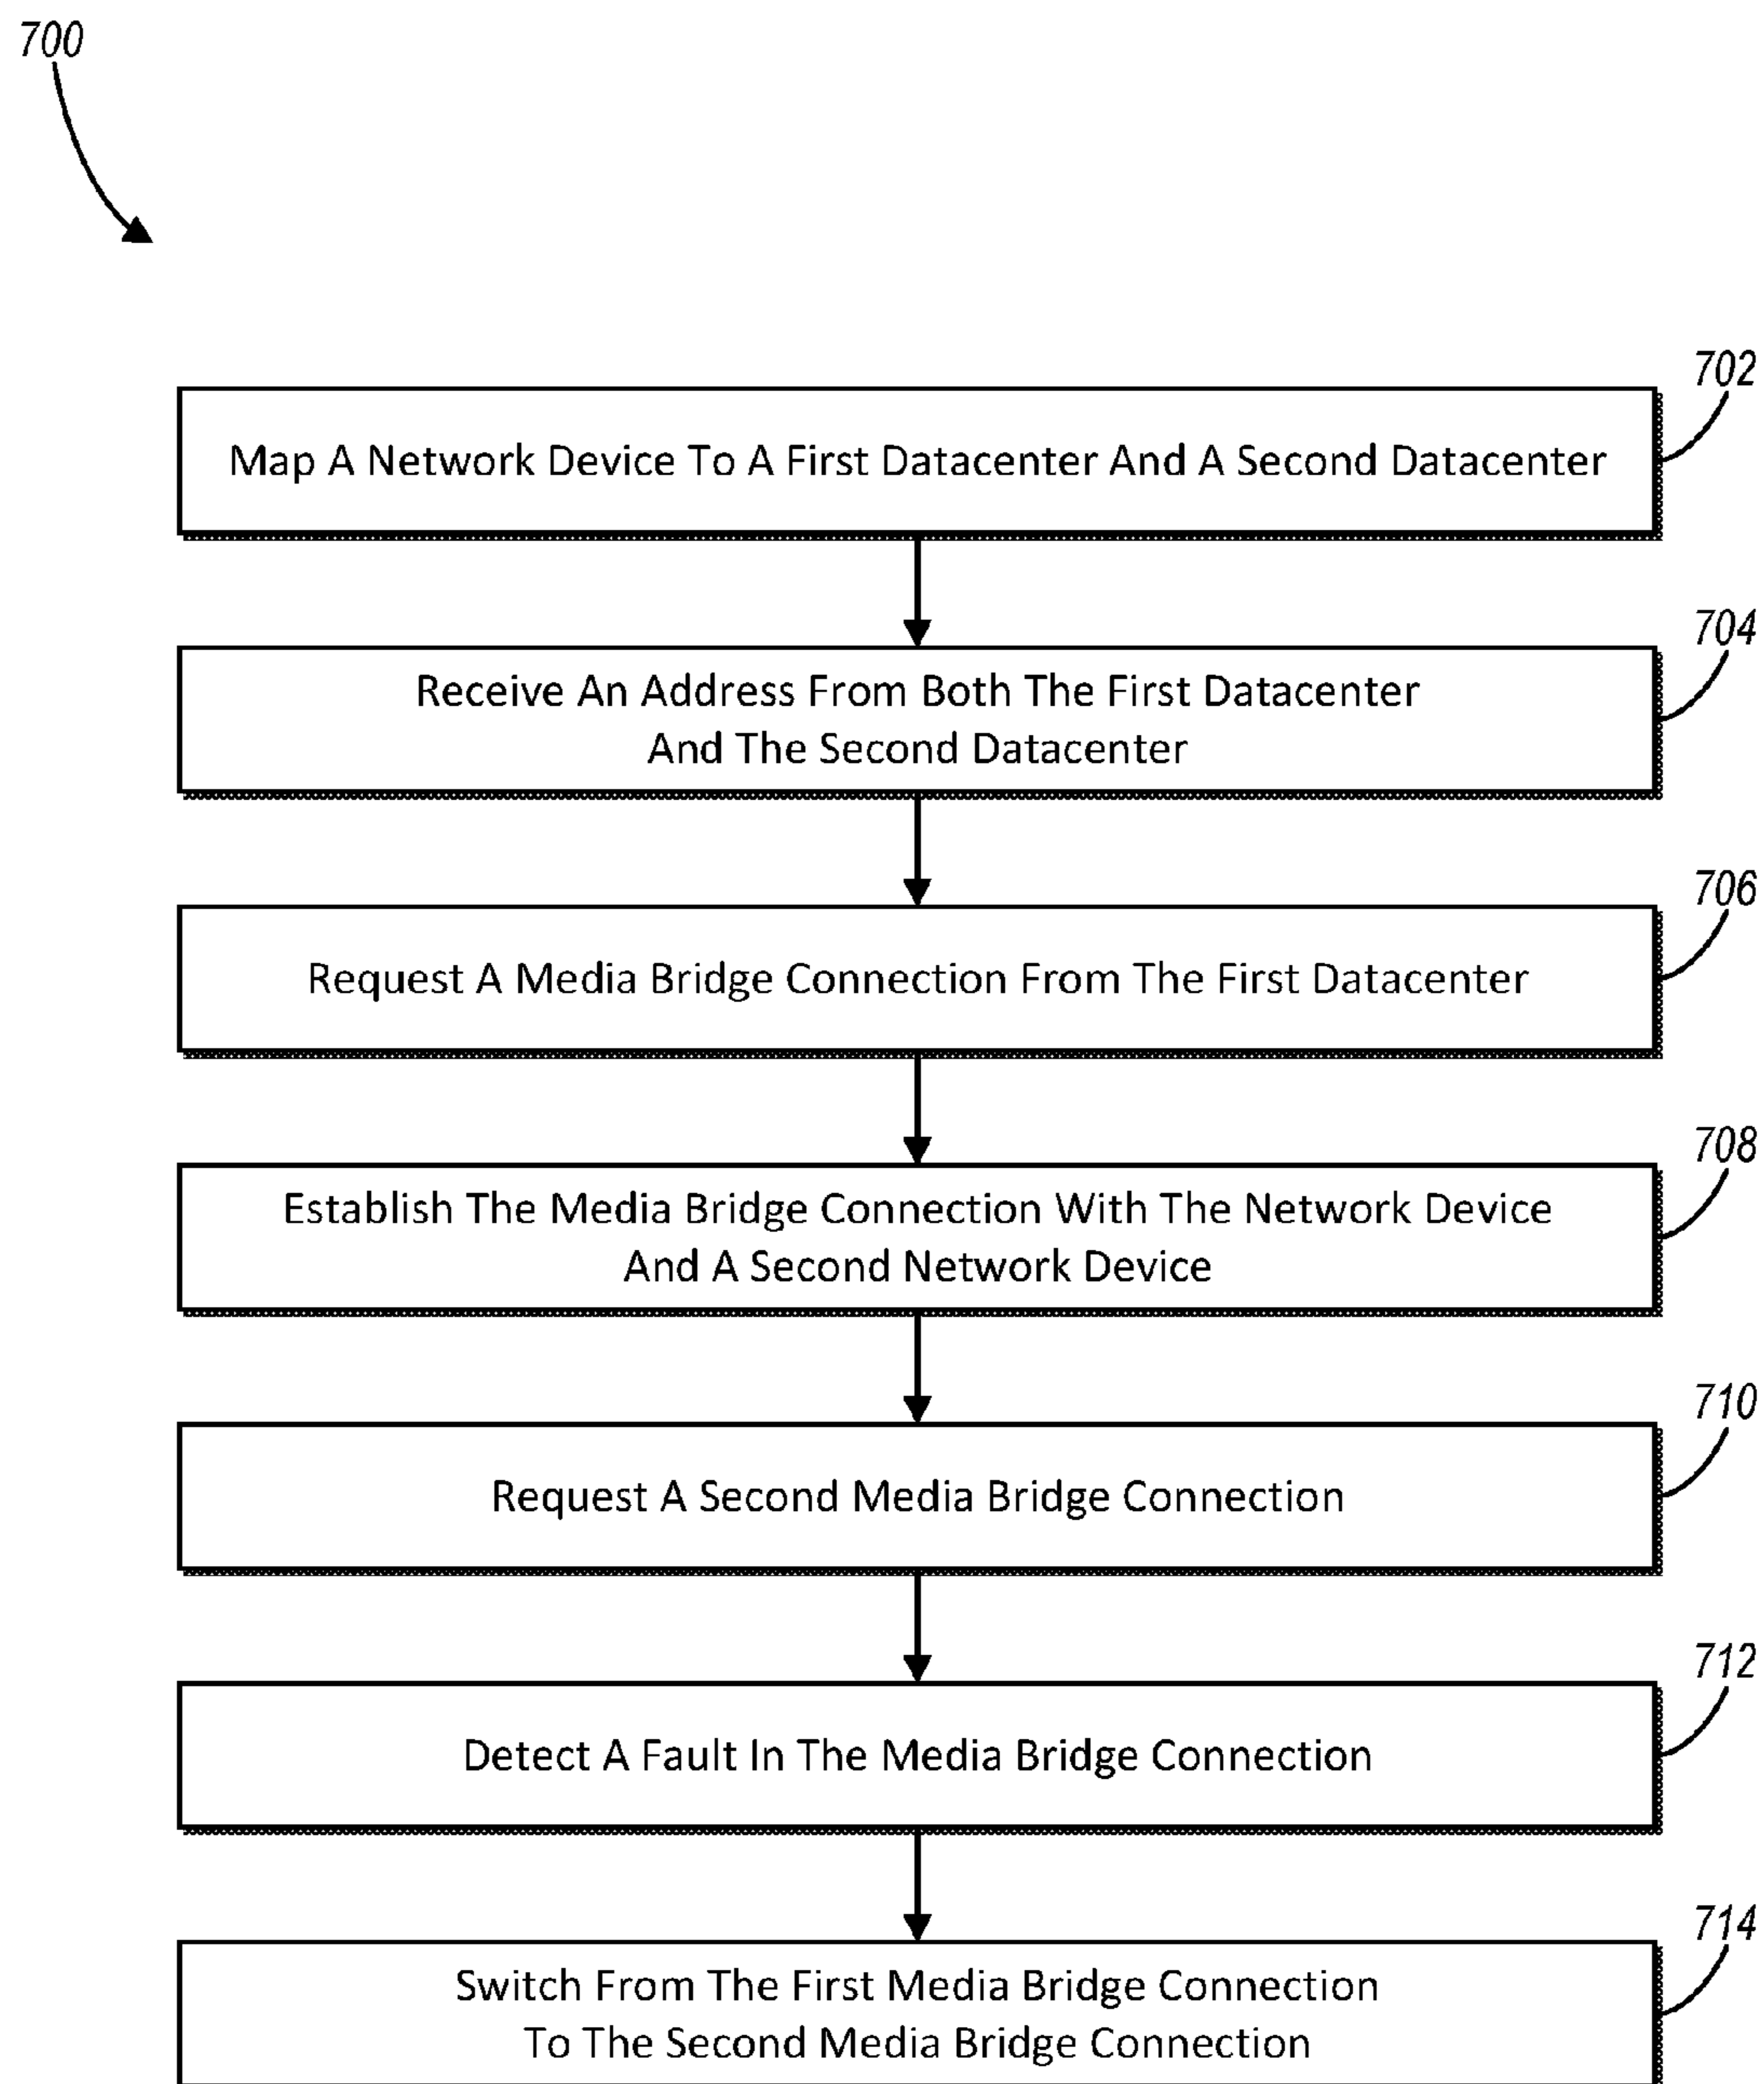 700
702
Map A Network Device To A First Datacenter And A Second Datacenter
704
Receive An Address From Both The First Datacenter
And The Second Datacenter
706
Request A Media Bridge Connection From The First Datacenter
708
Establish The Media Bridge Connection With The Network Device
And A Second Network Device
710
Request A Second Media Bridge Connection
712
Detect A Fault In The Media Bridge Connection
714
Switch From The First Media Bridge Connection
To The Second Media Bridge Connection